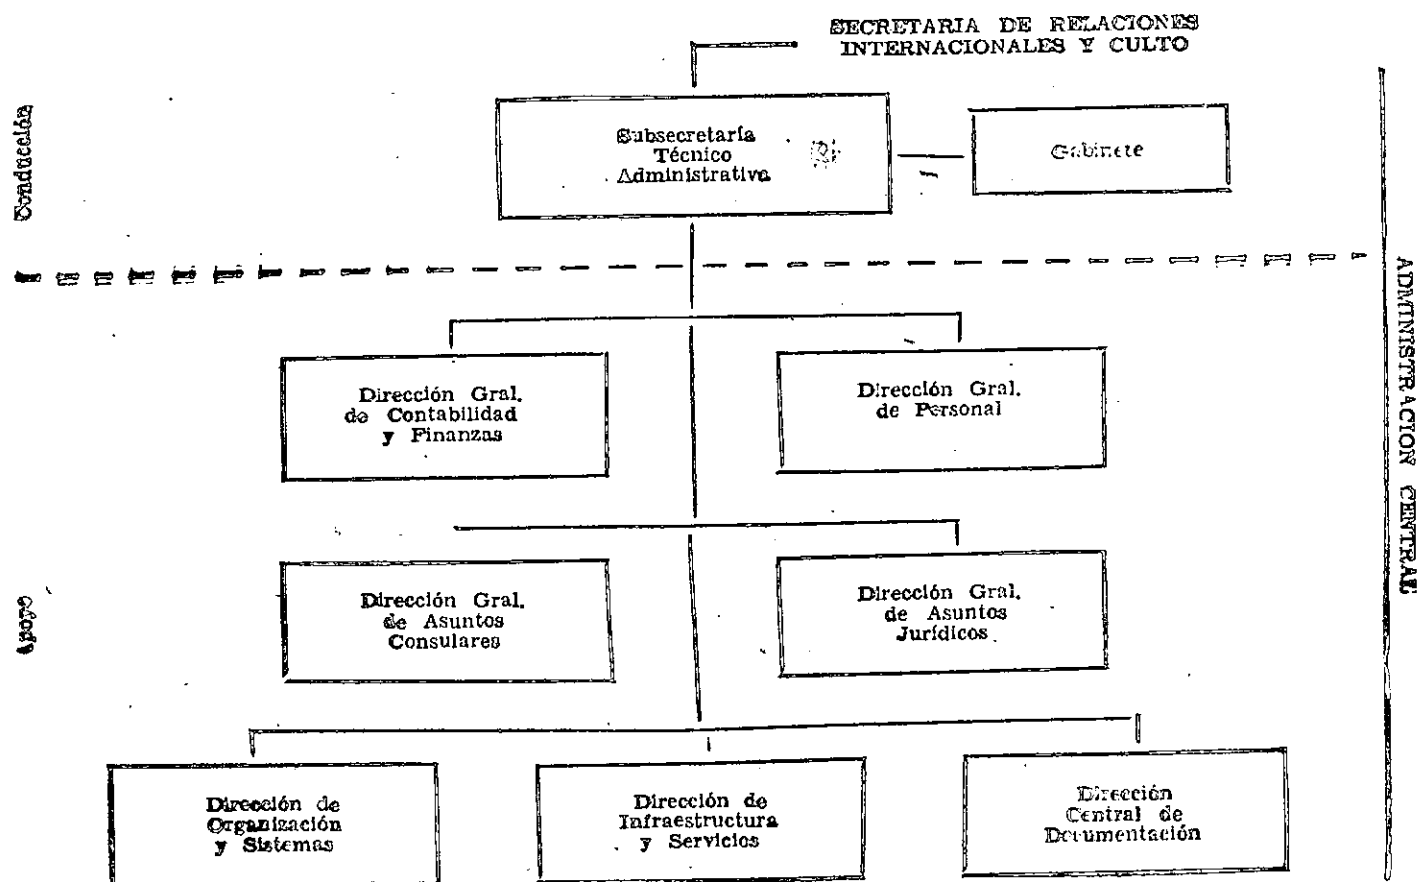 SECRETARIA DE RELACIONES
INTERNACIONALES Y CULTO
Conducción
Subsecretaría
Técnico
Administrativa
Gabinete
ADMINISTRACION CENTRAL
Dirección Gral.
de Contabilidad
y Finanzas
Dirección Gral.
de Personal
Apoyo
Dirección Gral.
de Asuntos
Consulares
Dirección Gral.
de Asuntos
Jurídicos
Dirección de
Organización
y Sistemas
Dirección de
Infraestructura
y Servicios
Dirección
Central de
Documentación